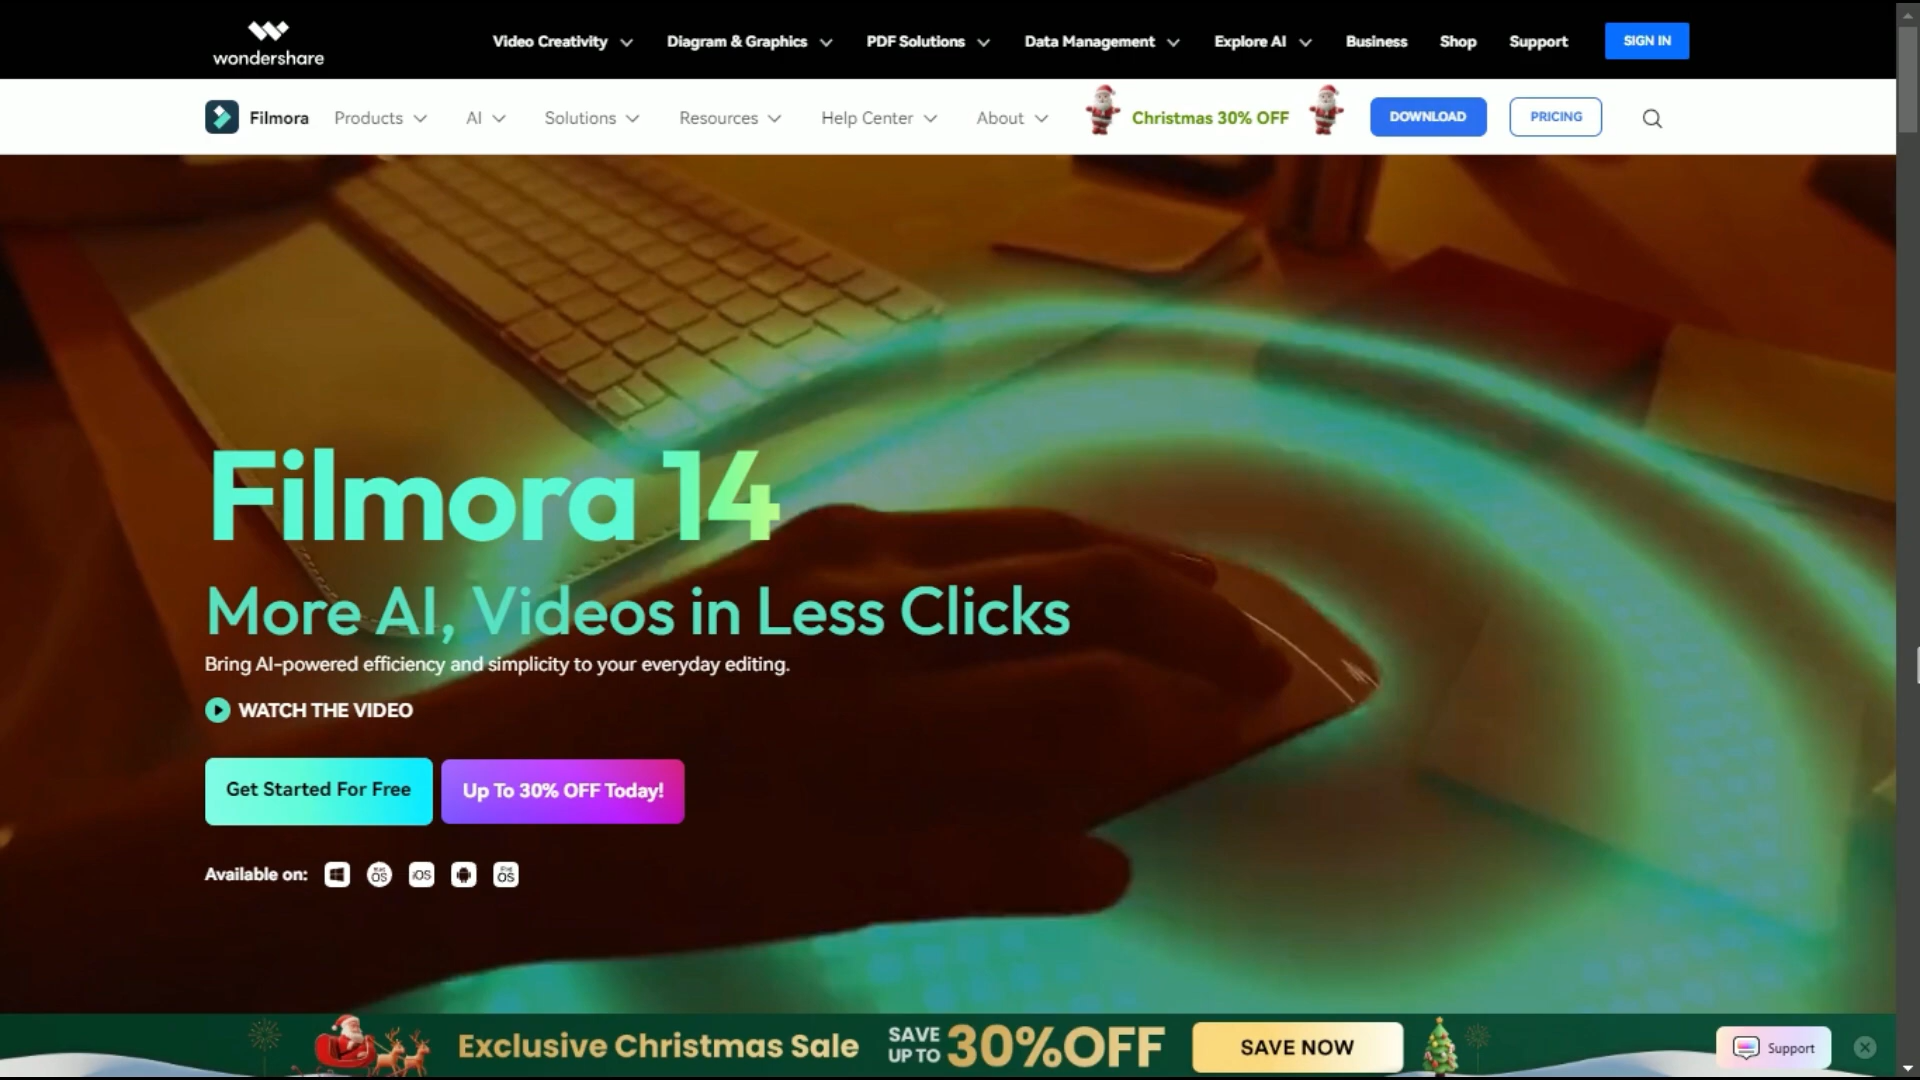 wondershare
Video Creativity
Diagram & Graphics
PDF Solutions
Data Management
Explore AI
Business
Shop
Support
SIGN IN
Filmora
Products
AI
Solutions
Resources
Help Center
About
Christmas 30% OFF
DOWNLOAD
PRICING
Filmora 14
More AI, Videos in Less Clicks
Bring AI-powered efficiency and simplicity to your everyday editing.
WATCH THE VIDEO
Get Started For Free
Up To 30% OFF Today!
Available on:
iOS
Exclusive Christmas Sale
SAVE
UP TO
30%OFF
SAVE NOW
Support